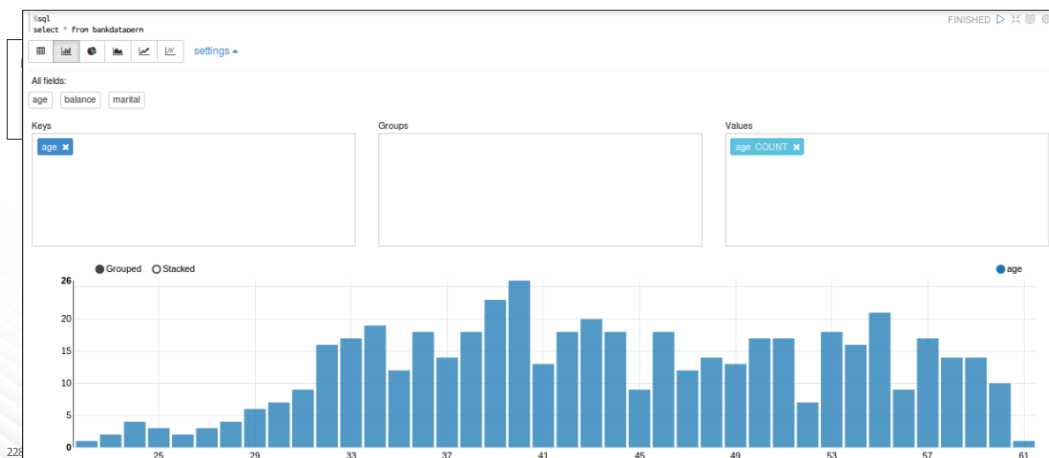 %sql
FINISHED
select * from bankdataperm
settings
All fields:
age balance marital
Keys Groups Values
age ✖ age COUNT ✖
Grouped Stacked age
26
20
15
10
5
0
25 29 33 37 41 45 49 53 57 61
228